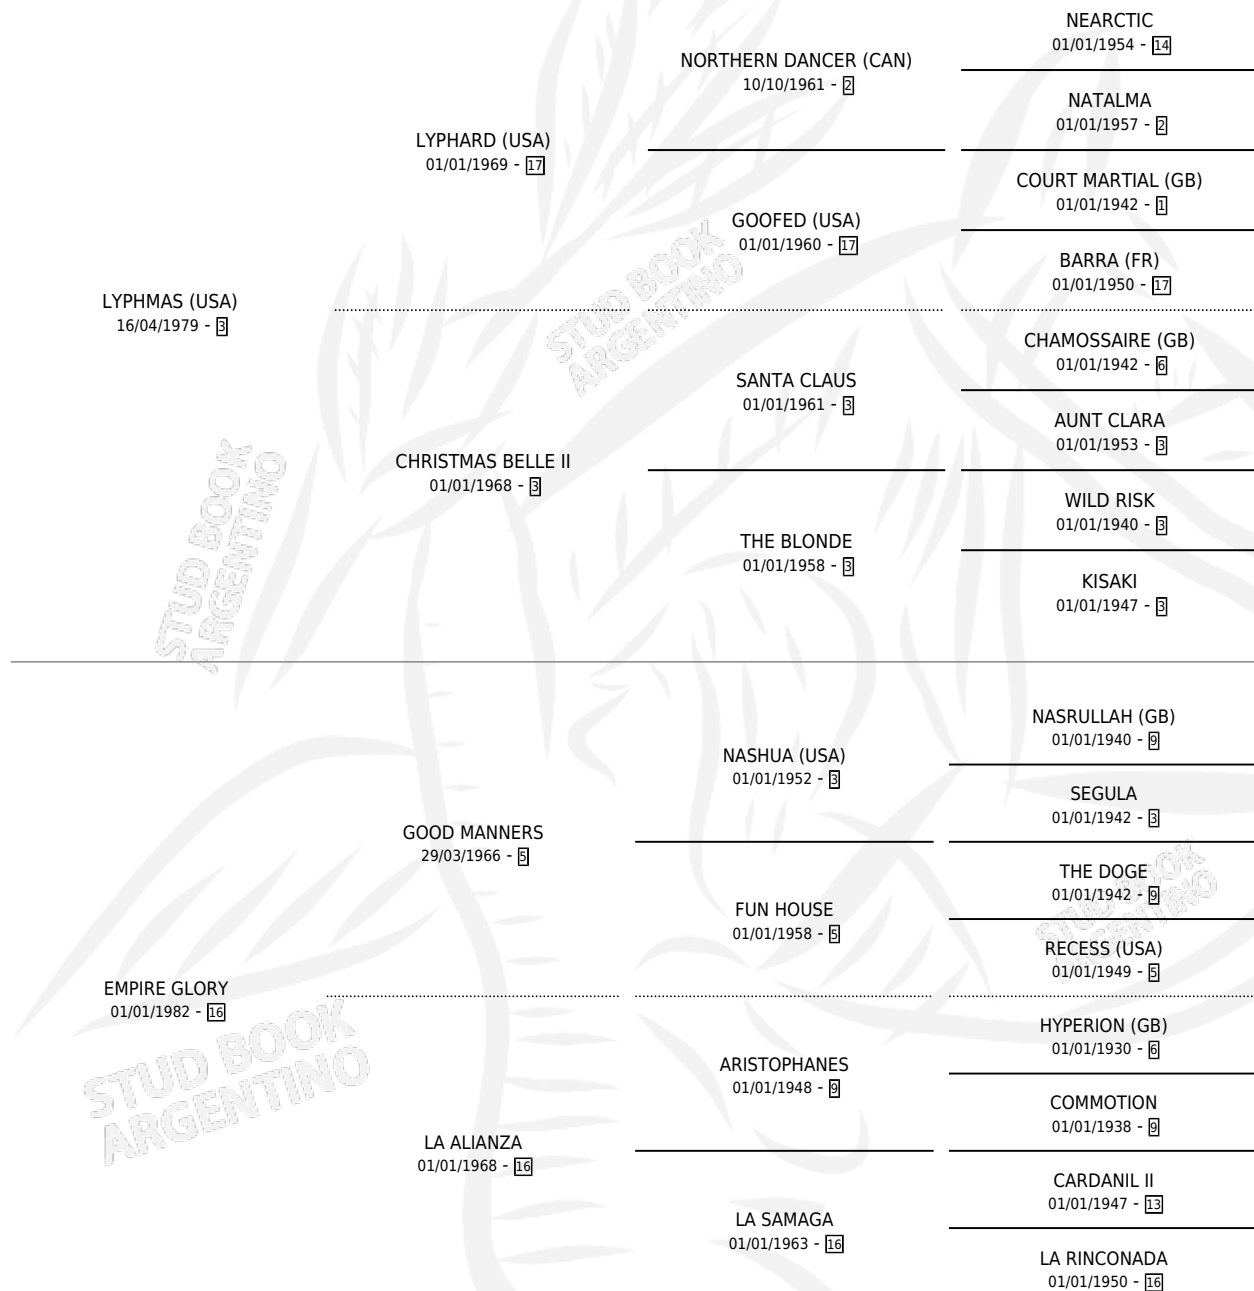 NEARCTIC
01/01/1954 - 14
NORTHERN DANCER (CAN)
10/10/1961 - 2
NATALMA
01/01/1957 - 2
LYPHARD (USA)
01/01/1969 - 17
COURT MARTIAL (GB)
01/01/1942 - 1
GOOFED (USA)
01/01/1960 - 17
BARRA (FR)
01/01/1950 - 17
LYPHMAS (USA)
16/04/1979 - 3
CHAMOSSAIRE (GB)
01/01/1942 - 6
SANTA CLAUS
01/01/1961 - 3
AUNT CLARA
01/01/1953 - 3
CHRISTMAS BELLE II
01/01/1968 - 3
WILD RISK
01/01/1940 - 3
THE BLONDE
01/01/1958 - 3
KISAKI
01/01/1947 - 3
NASRULLAH (GB)
01/01/1940 - 9
NASHUA (USA)
01/01/1952 - 3
SEGULA
01/01/1942 - 3
GOOD MANNERS
29/03/1966 - 5
THE DOGE
01/01/1942 - 9
FUN HOUSE
01/01/1958 - 5
RECESS (USA)
01/01/1949 - 5
EMPIRE GLORY
01/01/1982 - 16
HYPERION (GB)
01/01/1930 - 6
ARISTOPHANES
01/01/1948 - 9
COMMOTION
01/01/1938 - 9
LA ALIANZA
01/01/1968 - 16
CARDANIL II
01/01/1947 - 13
LA SAMAGA
01/01/1963 - 16
LA RINCONADA
01/01/1950 - 16
STUD BOOK
ARGENTINO
STUD BOOK
ARGENTINO
STUD BOOK
ARGENTINO
STUD BOOK
ARGENTINO